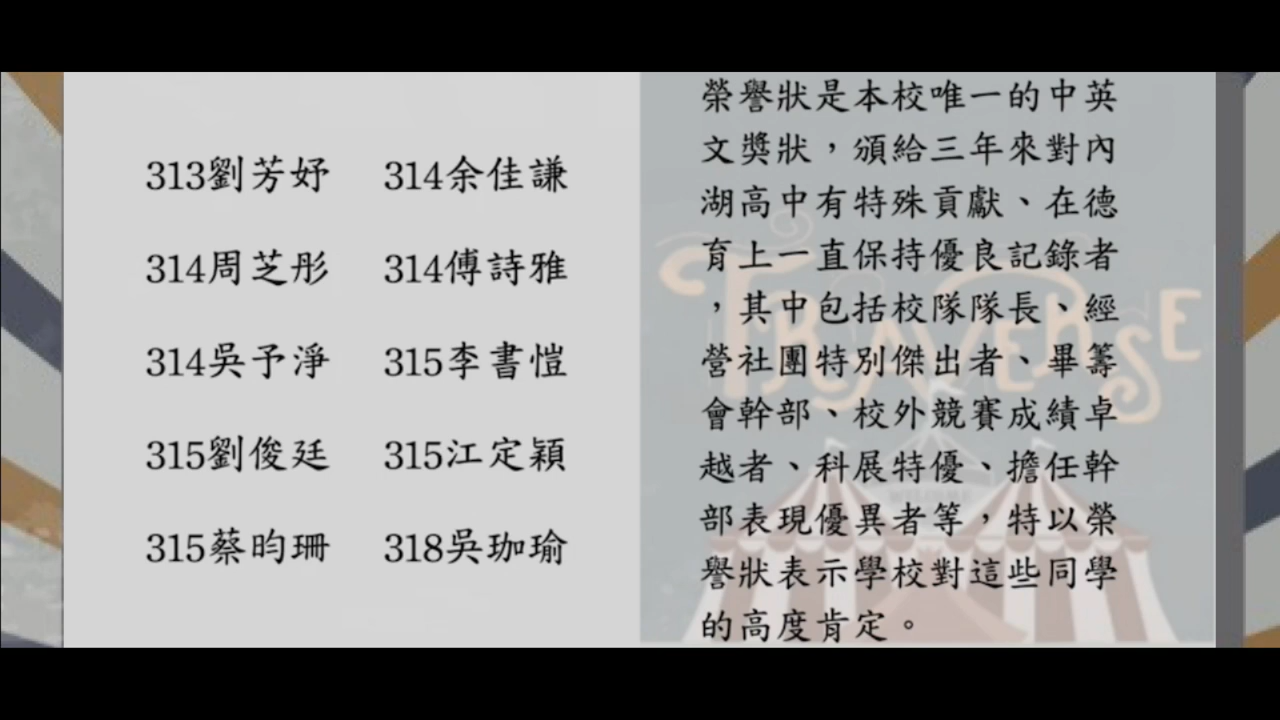 313劉芳妤 314余佳謙
314周芝彤 314傅詩雅
314吳予淨 315李書愷
315劉俊廷 315江定穎
315蔡昀珊 318吳珈瑜
榮譽狀是本校唯一的中英
文獎狀，頒給三年來對內
湖高中有特殊貢獻、在德
育上一直保持優良記錄者
，其中包括校隊隊長、經
營社團特別傑出者、畢籌
會幹部、校外競賽成績卓
越者、科展特優、擔任幹
部表現優異者等，特以榮
譽狀表示學校對這些同學
的高度肯定。
TRAVERSE
WELCOME